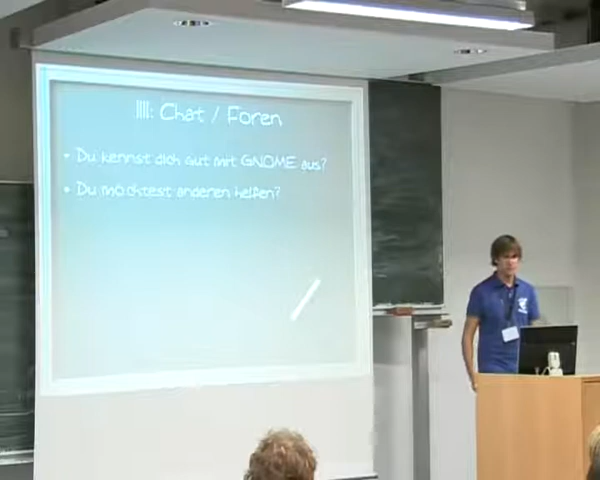 IIII: Chat / Foren
• Du kennst dich gut mit GNOME aus?
• Du möchtest anderen helfen?